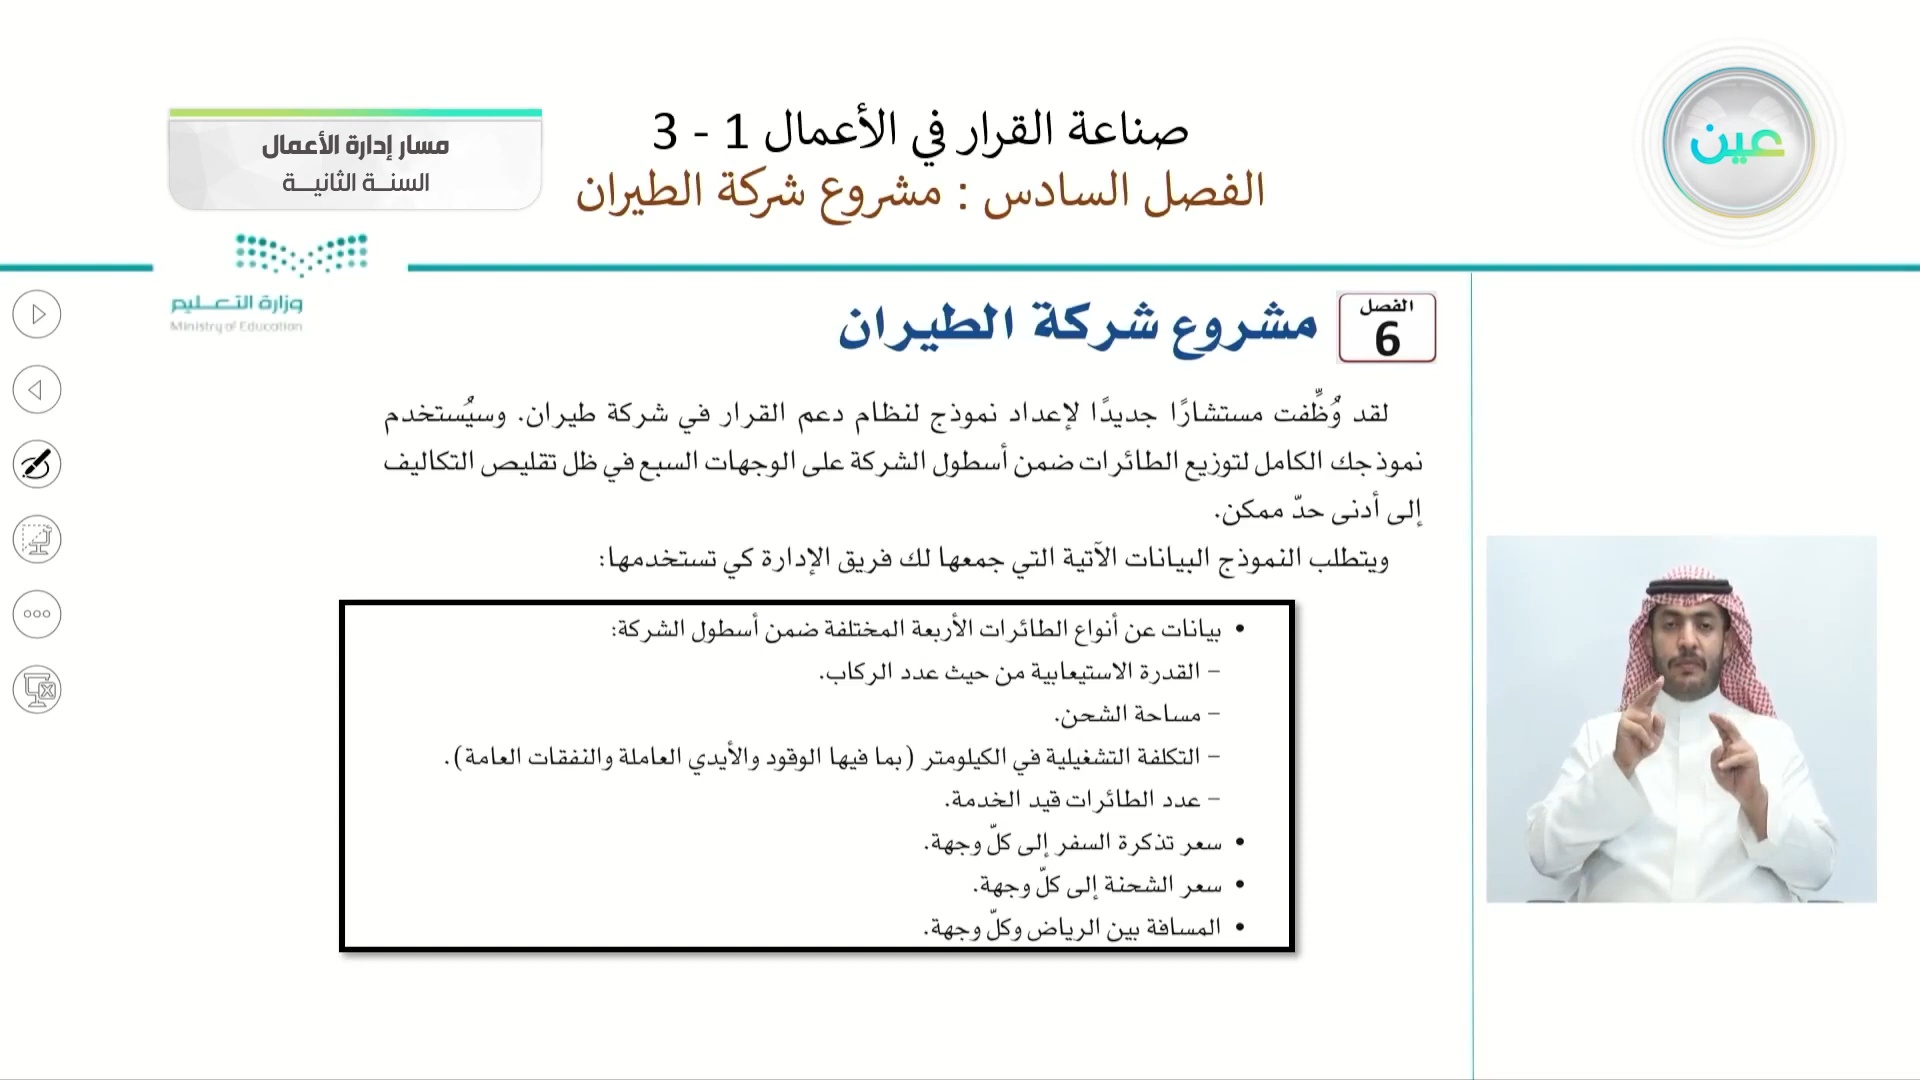 صناعة القرار في الأعمال 1 - 3
الفصل السادس : مشروع شركة الطيران
مسار إدارة الأعمال
السنة الثانية
عين
وزارة التعليم
Ministry of Education
الفصل
6
مشروع شركة الطيران
لقد وُظِّفت مستشارًا جديدًا لإعداد نموذج لنظام دعم القرار في شركة طيران. وسيُستخدم
نموذجك الكامل لتوزيع الطائرات ضمن أسطول الشركة على الوجهات السبع في ظل تقليص التكاليف
إلى أدنى حدّ ممكن.
ويتطلب النموذج البيانات الآتية التي جمعها لك فريق الإدارة كي تستخدمها:
• بيانات عن أنواع الطائرات الأربعة المختلفة ضمن أسطول الشركة:
– القدرة الاستيعابية من حيث عدد الركاب.
– مساحة الشحن.
– التكلفة التشغيلية في الكيلومتر (بما فيها الوقود والأيدي العاملة والنفقات العامة).
– عدد الطائرات قيد الخدمة.
• سعر تذكرة السفر إلى كلّ وجهة.
• سعر الشحنة إلى كلّ وجهة.
• المسافة بين الرياض وكلّ وجهة.